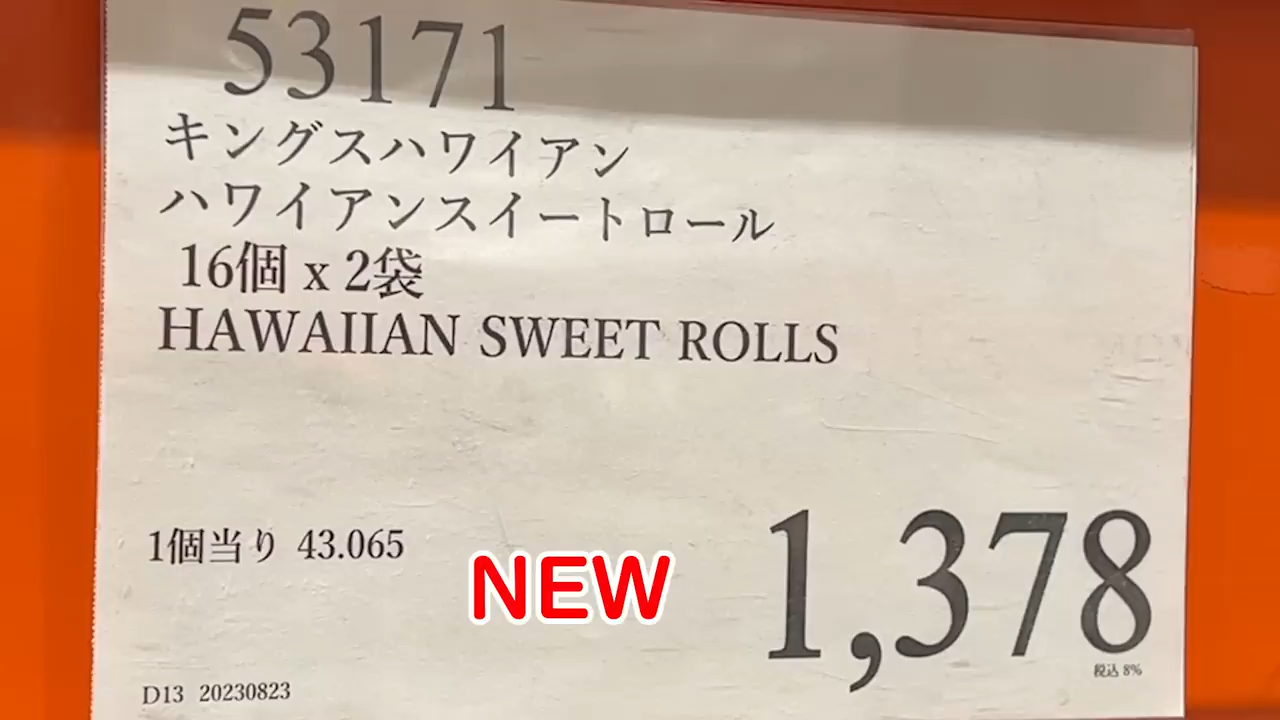 53171
キングスハワイアン
ハワイアンスイートロール
16個 x 2袋
HAWAIIAN SWEET ROLLS
1個当り 43.065
NEW
1,378
税込 8%
D13 20230823